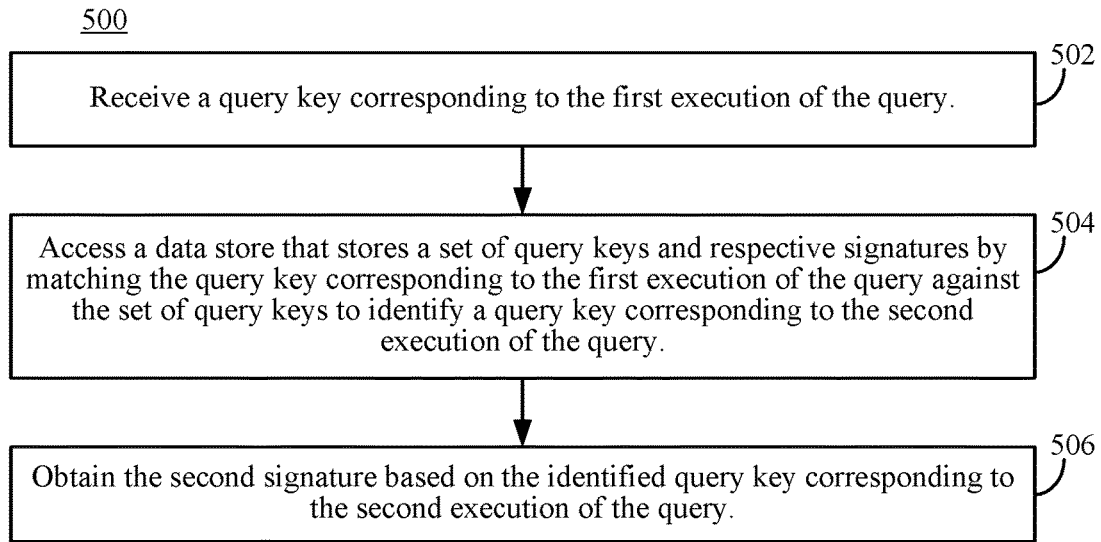 500
502
Receive a query key corresponding to the first execution of the query.
504
Access a data store that stores a set of query keys and respective signatures by
matching the query key corresponding to the first execution of the query against
the set of query keys to identify a query key corresponding to the second
execution of the query.
506
Obtain the second signature based on the identified query key corresponding to
the second execution of the query.